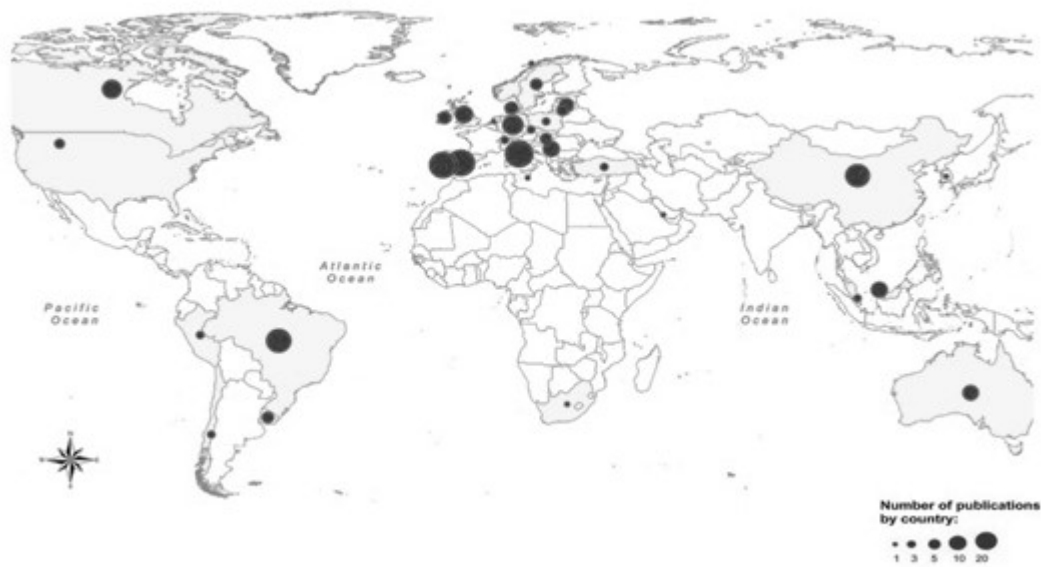 Atlantic
Ocean
Pacific
Ocean
Indian
Ocean
Number of publications
by country:
1 3 5 10 20